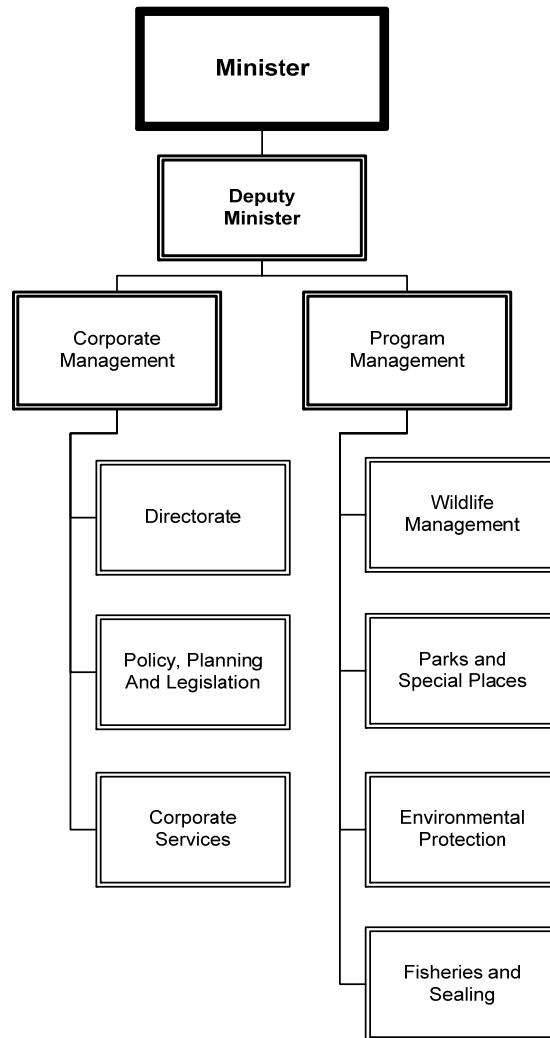 Minister
Deputy
Minister
Corporate
Management
Program
Management
Directorate
Policy, Planning
And Legislation
Corporate
Services
Wildlife
Management
Parks and
Special Places
Environmental
Protection
Fisheries and
Sealing